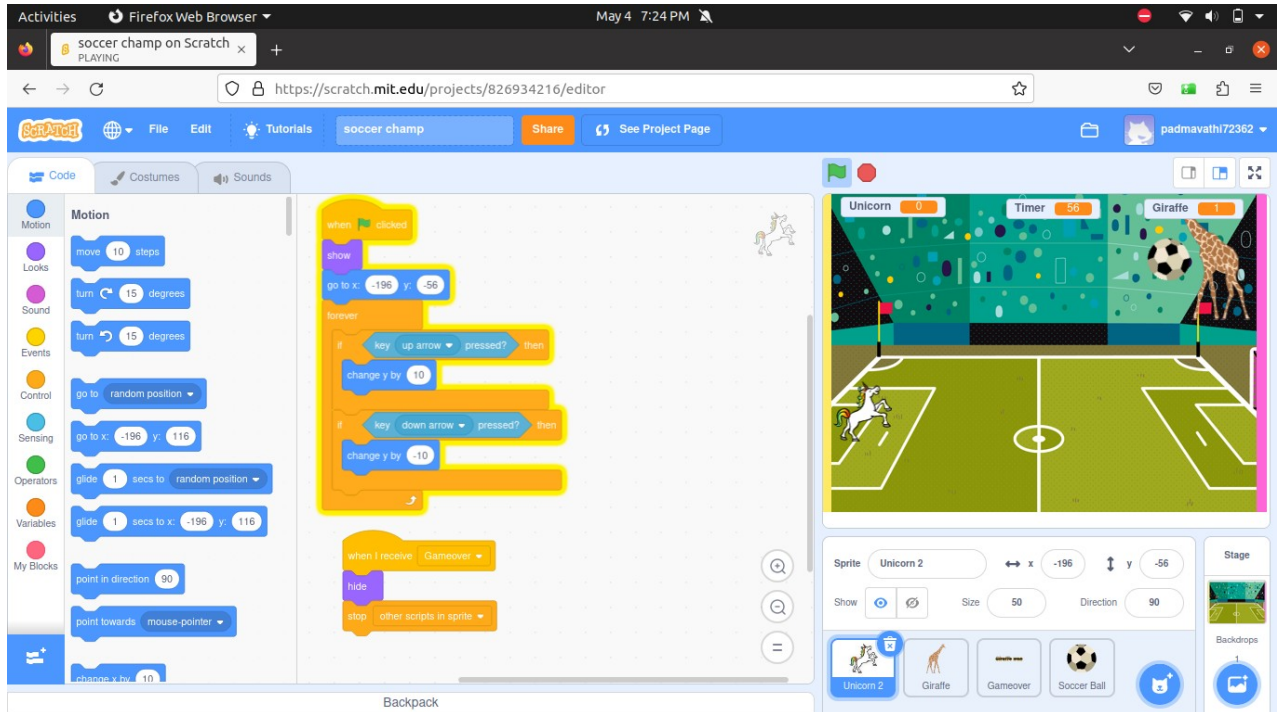 Activities
Firefox Web Browser
May 4 7:24 PM
soccer champ on Scratch
PLAYING
https://scratch.mit.edu/projects/826934216/editor
SCRATCH
File
Edit
Tutorials
soccer champ
Share
See Project Page
padmavathi72362
Code
Costumes
Sounds
Motion
Looks
Sound
Events
Control
Sensing
Operators
Variables
My Blocks
Motion
move 10 steps
turn 15 degrees
turn 15 degrees
go to random position
go to x: -196 y: 116
glide 1 secs to random position
glide 1 secs to x: -196 y: 116
point in direction 90
point towards mouse-pointer
change x by 10
when clicked
show
go to x: -196 y: -56
forever
if key up arrow pressed? then
change y by 10
if key down arrow pressed? then
change y by -10
when I receive Gameover
hide
stop other scripts in sprite
Backpack
Unicorn 0
Timer 56
Giraffe 1
Sprite Unicorn 2 x -196 y -56
Show Size 50 Direction 90
Unicorn 2
Giraffe
Gameover
Soccer Ball
Stage
Backdrops
1